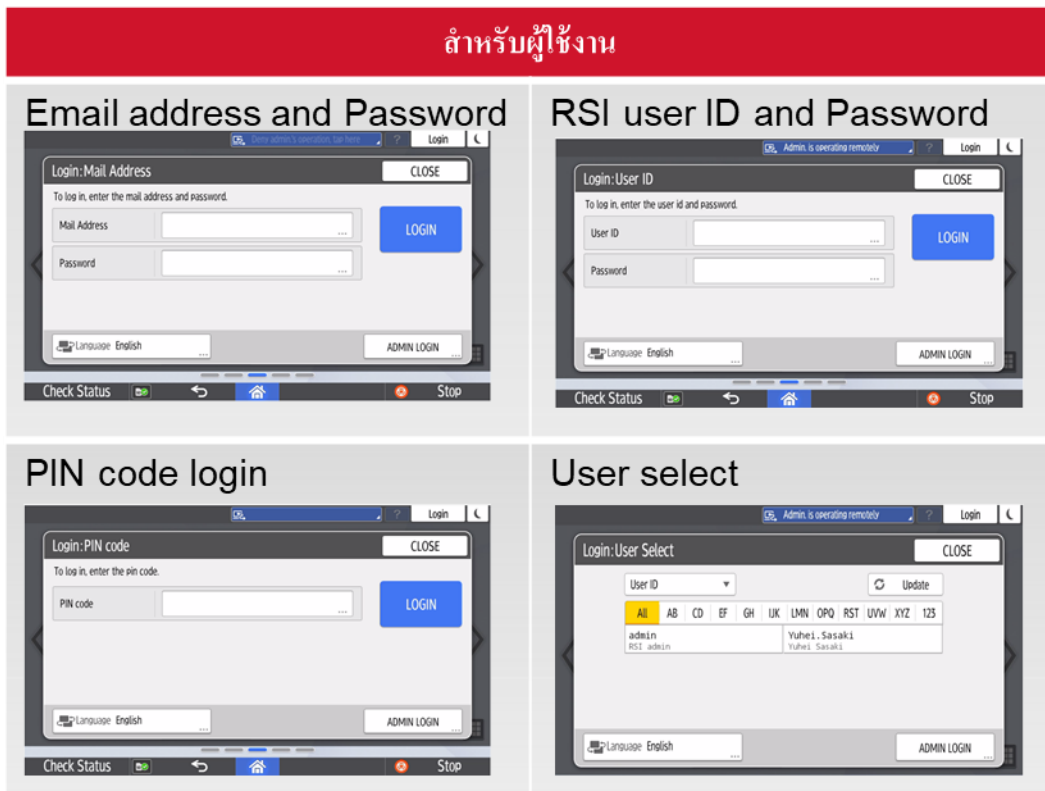 สำหรับผู้ใช้งาน
Email address and Password
Deny admin.'s operation, tap here
?
Login
Login:Mail Address
CLOSE
To log in, enter the mail address and password.
Mail Address
...
LOGIN
Password
...
Language English
...
ADMIN LOGIN
...
Check Status
Stop
RSI user ID and Password
Admin. is operating remotely
?
Login
Login:User ID
CLOSE
To log in, enter the user id and password.
User ID
...
LOGIN
Password
...
Language English
...
ADMIN LOGIN
...
Check Status
Stop
PIN code login
?
Login
Login:PIN code
CLOSE
To log in, enter the pin code.
PIN code
...
LOGIN
Language English
...
ADMIN LOGIN
...
Check Status
Stop
User select
Admin. is operating remotely
?
Login
Login:User Select
CLOSE
User ID
Update
All AB CD EF GH IJK LMN OPQ RST UVW XYZ 123
admin Yuhei.Sasaki
RSI admin Yuhei Sasaki
Language English
...
ADMIN LOGIN
...